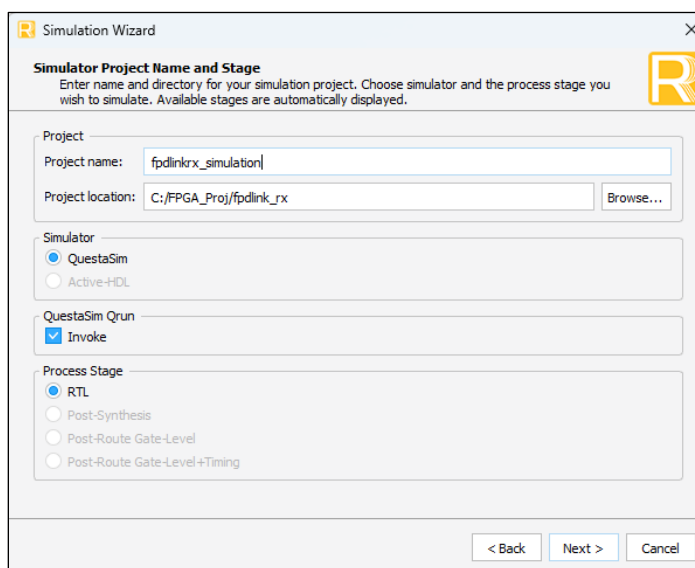 Simulation Wizard
Simulator Project Name and Stage
Enter name and directory for your simulation project. Choose simulator and the process stage you
wish to simulate. Available stages are automatically displayed.
Project
Project name: fpdlinkrx_simulation
Project location: C:/FPGA_Proj/fpdlink_rx Browse...
Simulator
QuestaSim
Active-HDL
QuestaSim Qrun
Invoke
Process Stage
RTL
Post-Synthesis
Post-Route Gate-Level
Post-Route Gate-Level+Timing
< Back Next > Cancel